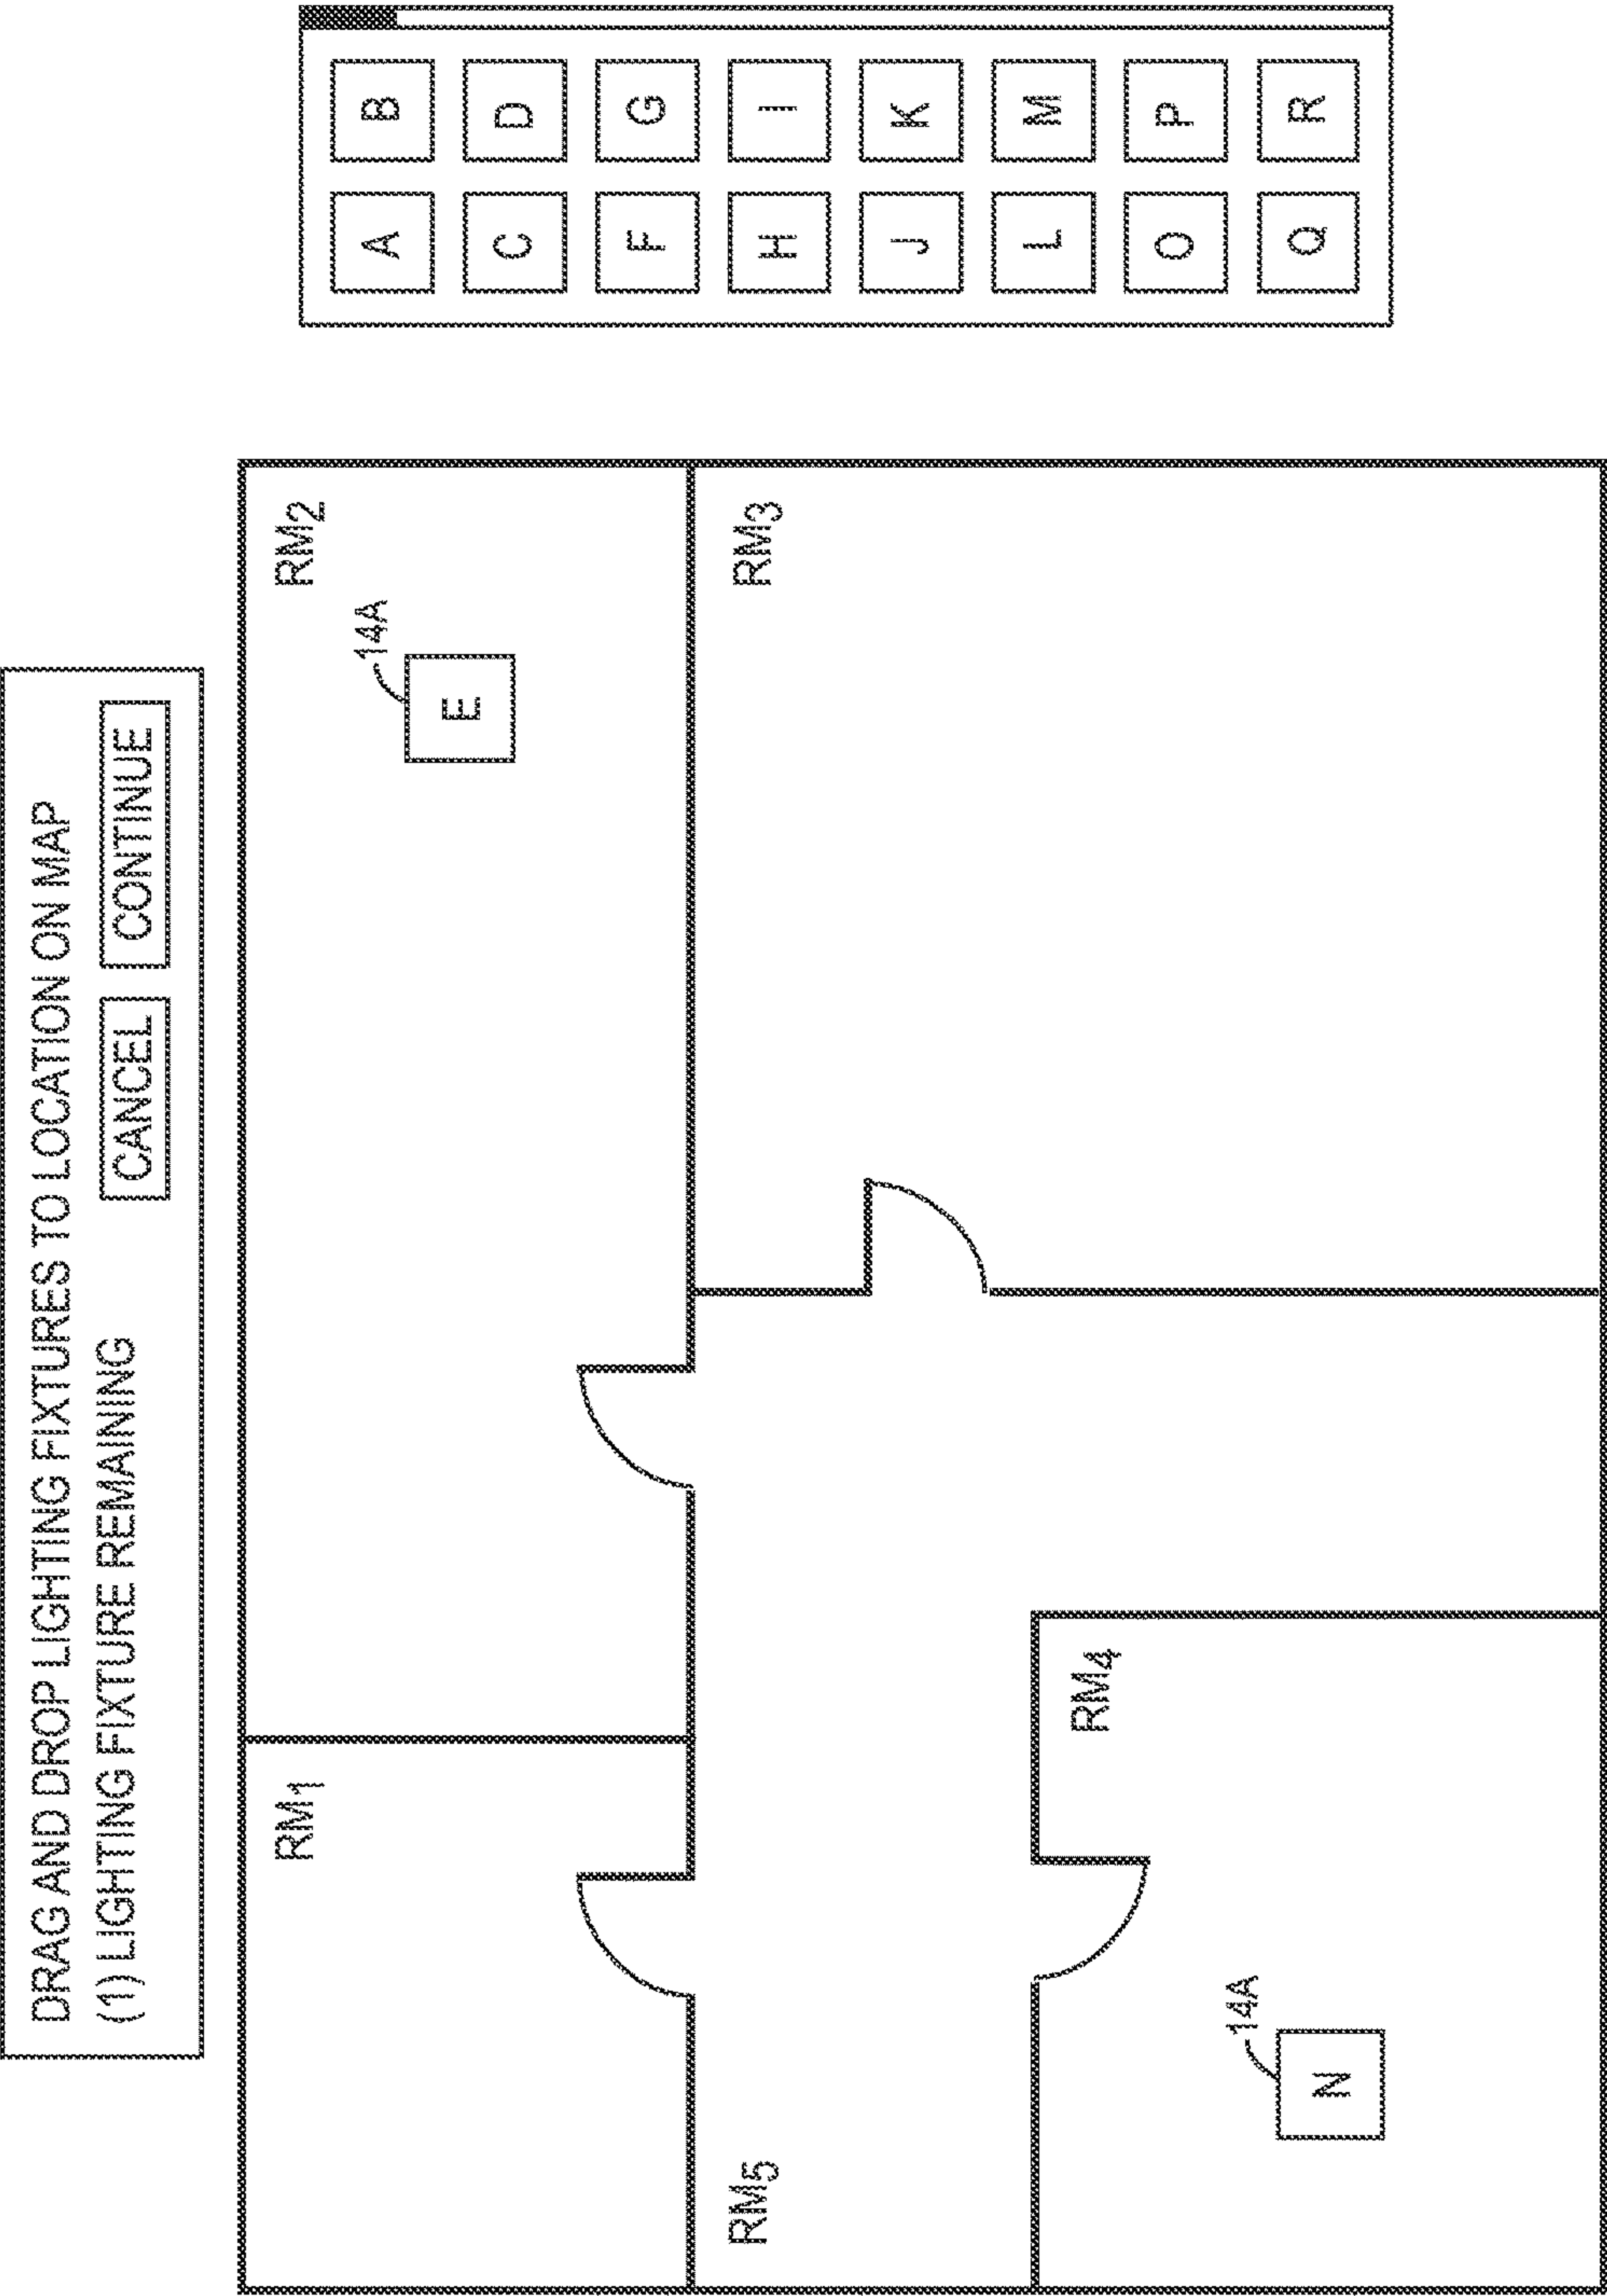 DRAG AND DROP LIGHTING FIXTURES TO LOCATION ON MAP
(1) LIGHTING FIXTURE REMAINING
CANCEL CONTINUE
RM1
RM2
14A
E
RM5
RM3
RM4
14A
N
A B
C D
F G
H I
J K
L M
O P
Q R